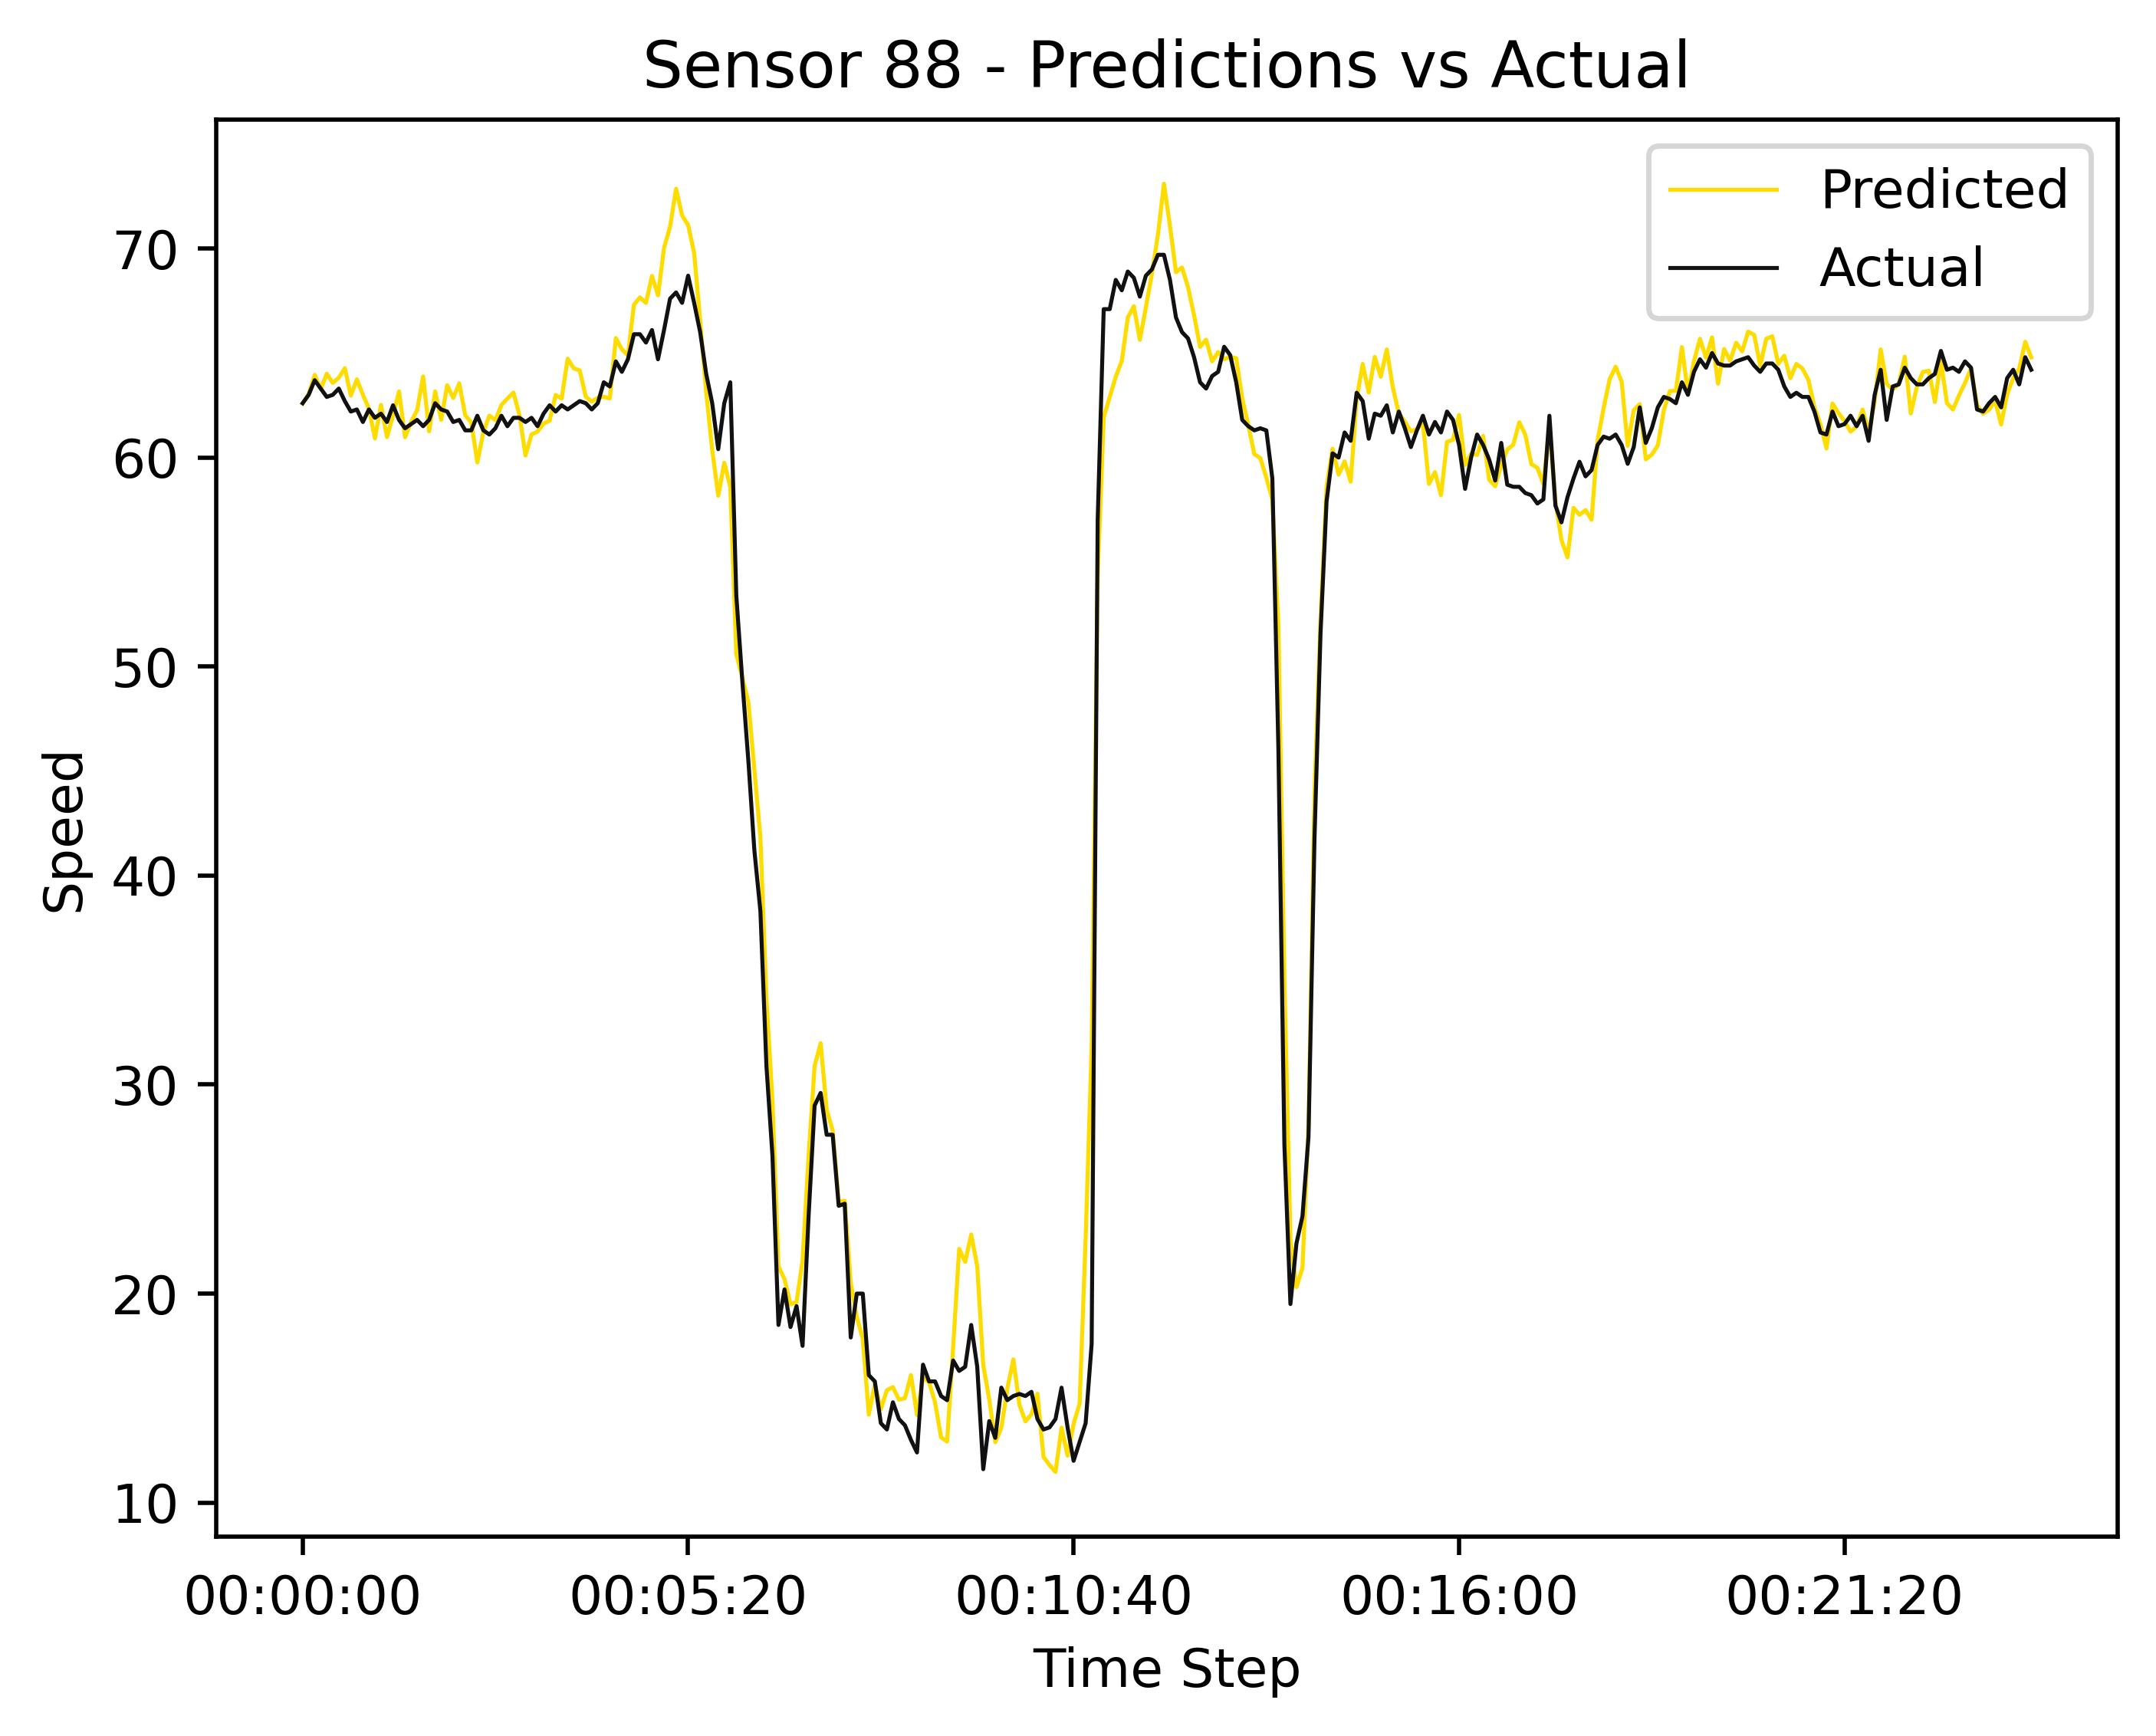 Sensor 88 - Predictions vs Actual
Predicted
Actual
70
60
50
40
30
20
10
Speed
00:00:00
00:05:20
00:10:40
00:16:00
00:21:20
Time Step